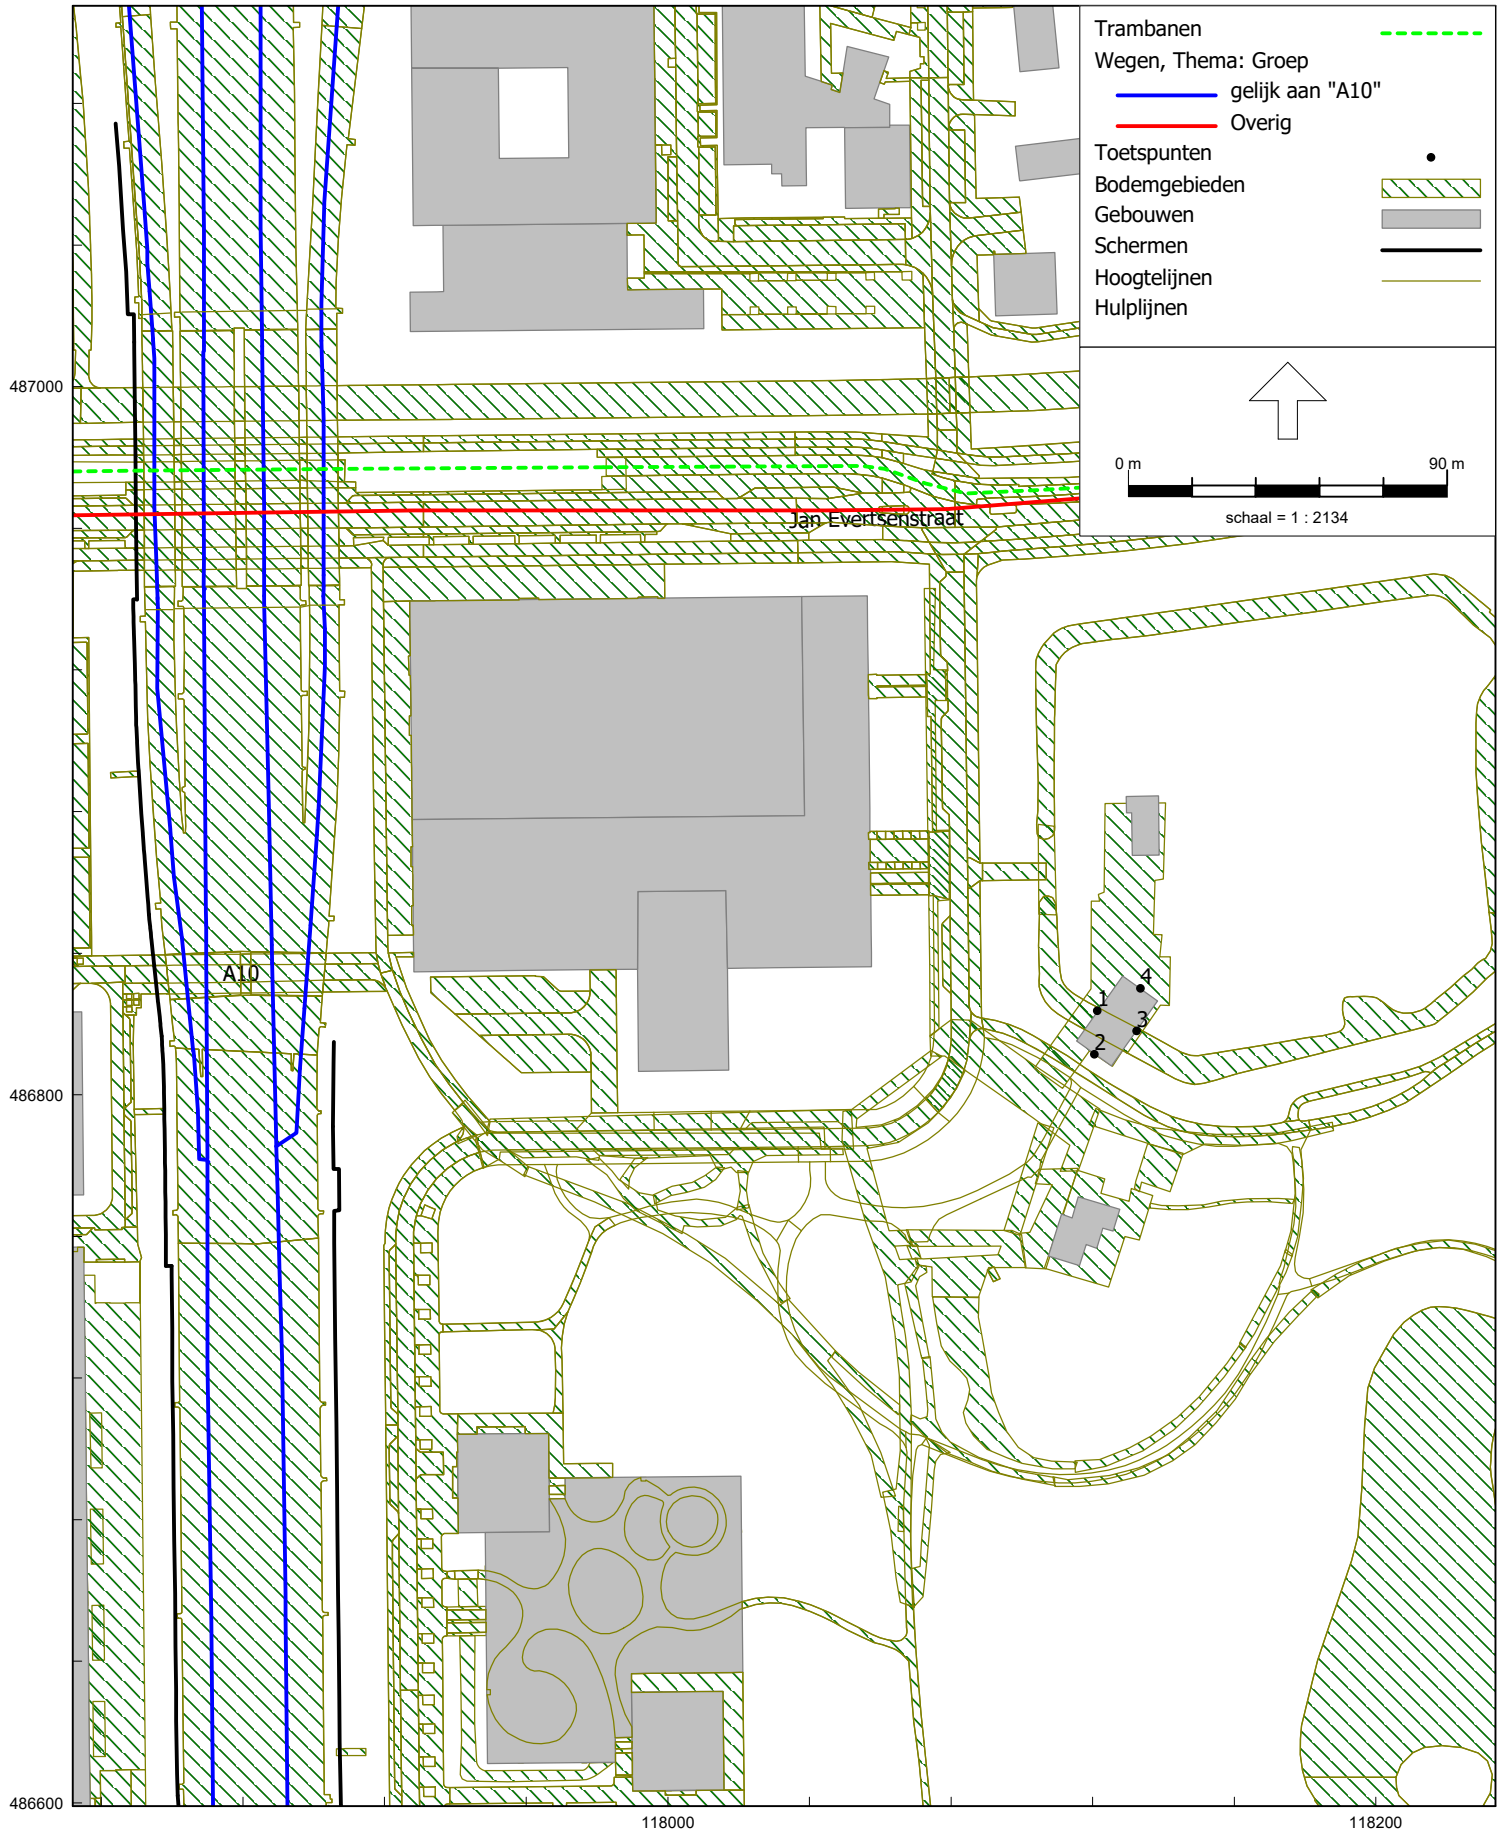 Trambanen
Wegen, Thema: Groep
gelijk aan "A10"
Overig
Toetspunten
Bodemgebieden
Gebouwen
Schermen
Hoogtelijnen
Hulplijnen
487000
0 m 90 m
schaal = 1 : 2134
Jan Evertsenstraat
A10
4
1
3
2
486800
486600
118000 118200